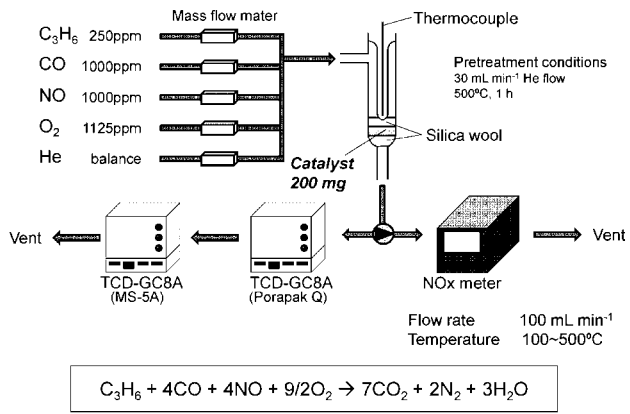 Mass flow mater
C3H6 250ppm
CO 1000ppm
NO 1000ppm
O2 1125ppm
He balance
Thermocouple
Pretreatment conditions
30 mL min-1 He flow
500ºC, 1 h
Silica wool
Catalyst
200 mg
Vent
TCD-GC8A
(MS-5A)
TCD-GC8A
(Porapak Q)
NOx meter
Vent
Flow rate 100 mL min-1
Temperature 100~500ºC
C3H6 + 4CO + 4NO + 9/2O2 → 7CO2 + 2N2 + 3H2O